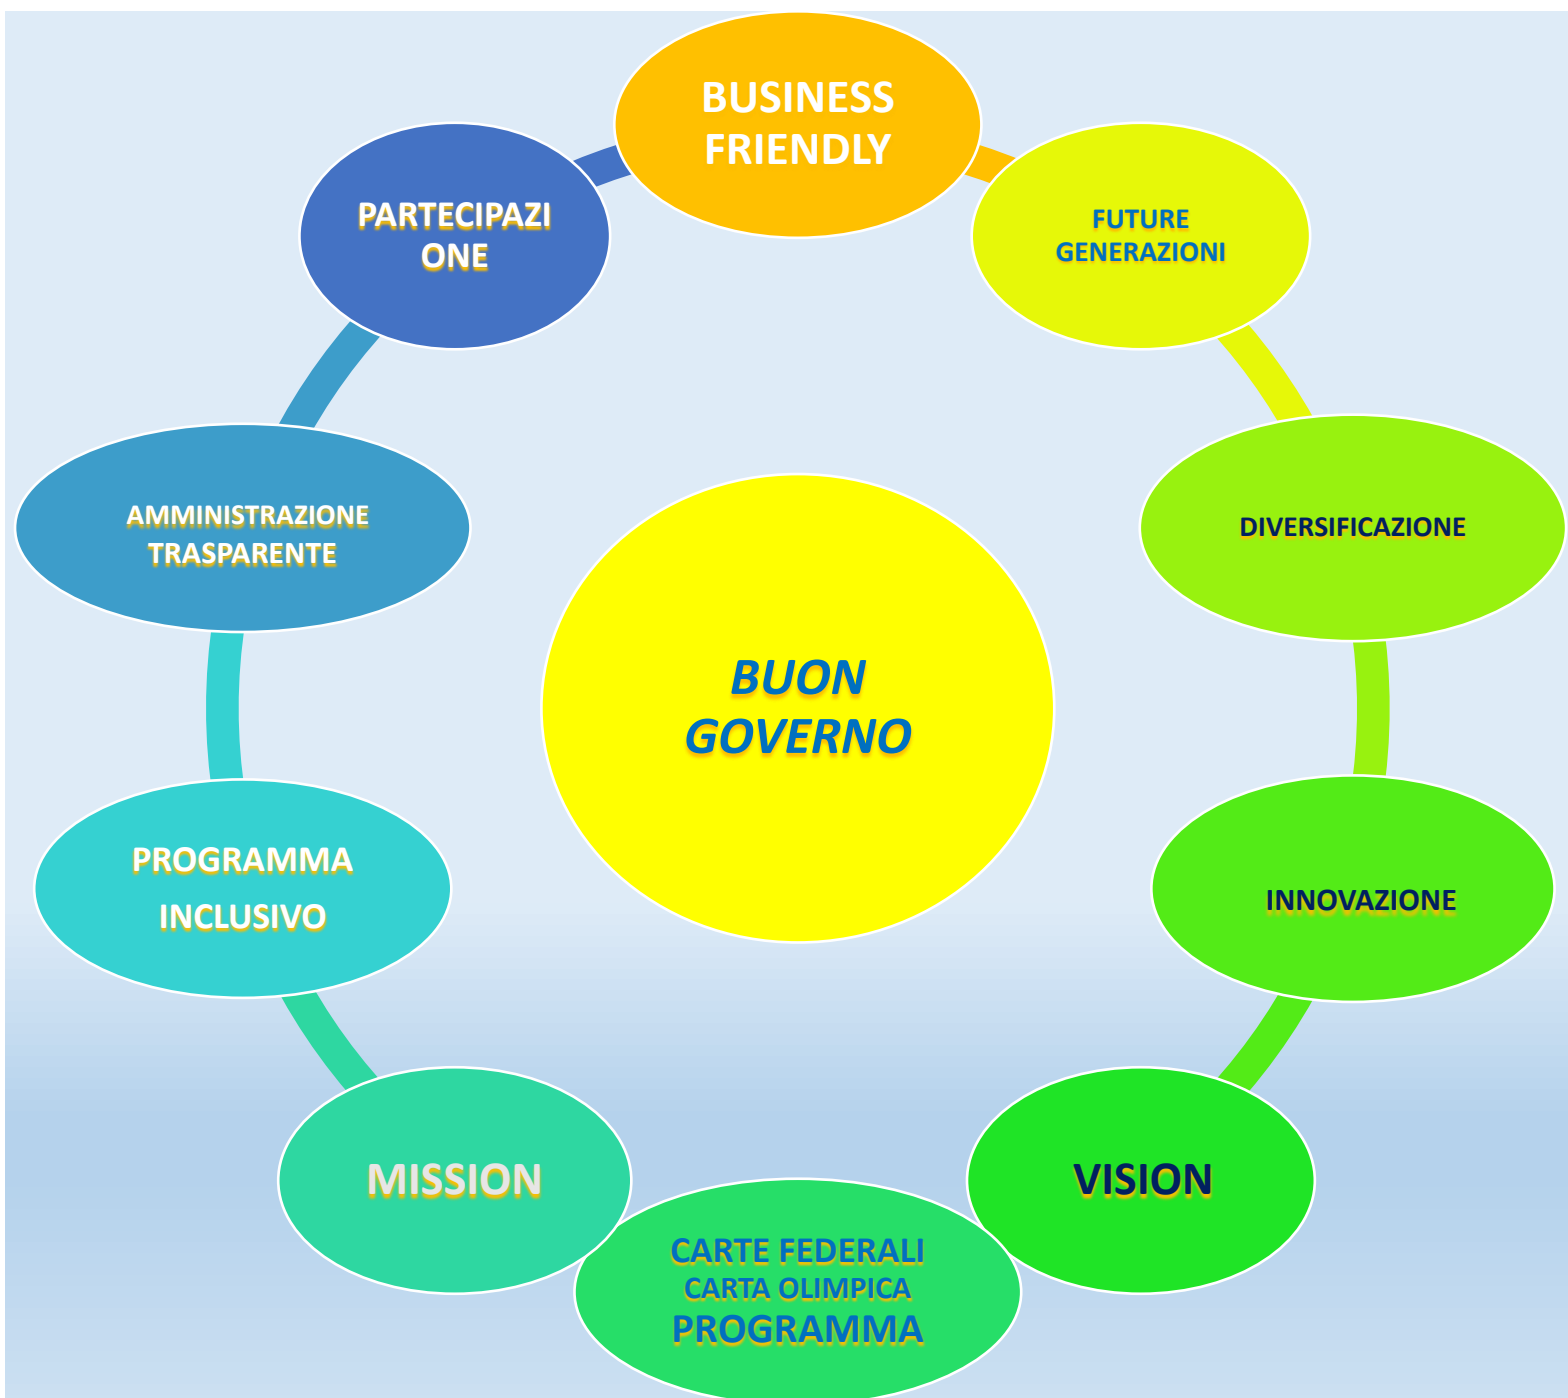 BUSINESS
FRIENDLY
FUTURE
GENERAZIONI
DIVERSIFICAZIONE
INNOVAZIONE
VISION
CARTE FEDERALI
CARTA OLIMPICA
PROGRAMMA
MISSION
PROGRAMMA
INCLUSIVO
AMMINISTRAZIONE
TRASPARENTE
PARTECIPAZI
ONE
BUON
GOVERNO